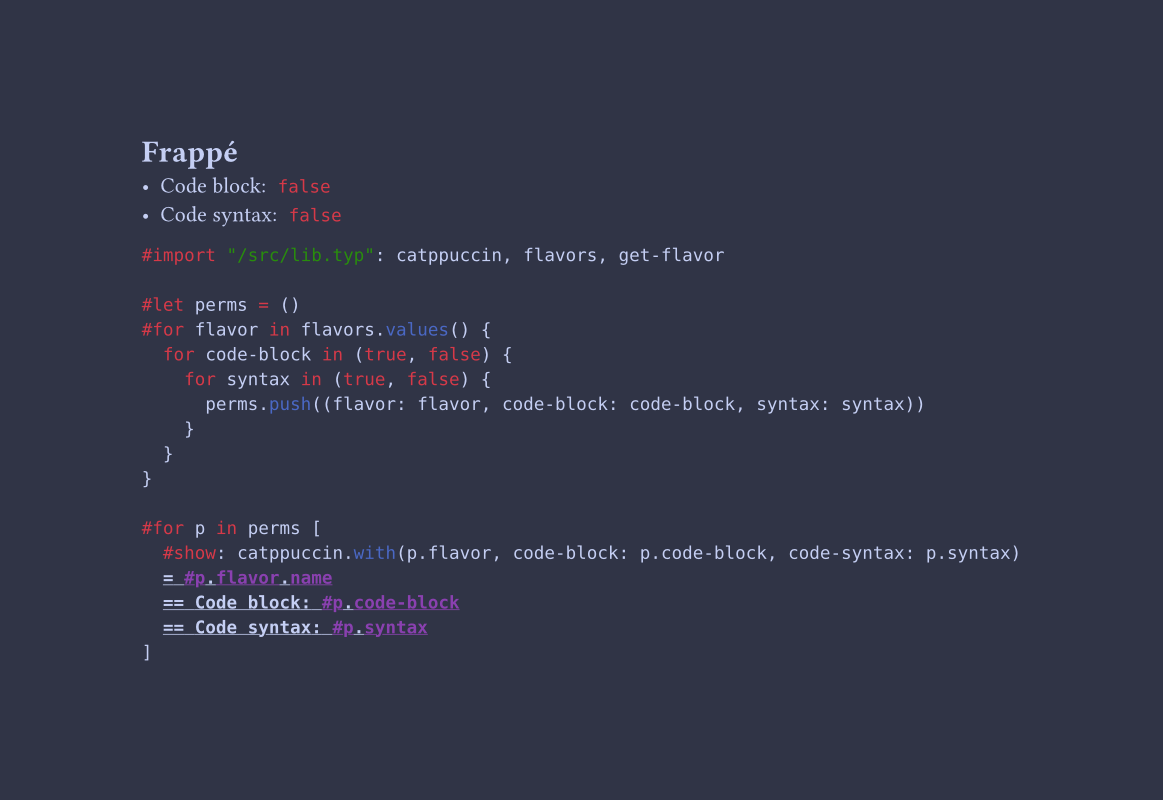 Frappé
• Code block: false
• Code syntax: false
#import "/src/lib.typ": catppuccin, flavors, get-flavor

#let perms = ()
#for flavor in flavors.values() {
  for code-block in (true, false) {
    for syntax in (true, false) {
      perms.push((flavor: flavor, code-block: code-block, syntax: syntax))
    }
  }
}

#for p in perms [
  #show: catppuccin.with(p.flavor, code-block: p.code-block, code-syntax: p.syntax)
  = #p.flavor.name
  == Code block: #p.code-block
  == Code syntax: #p.syntax
]